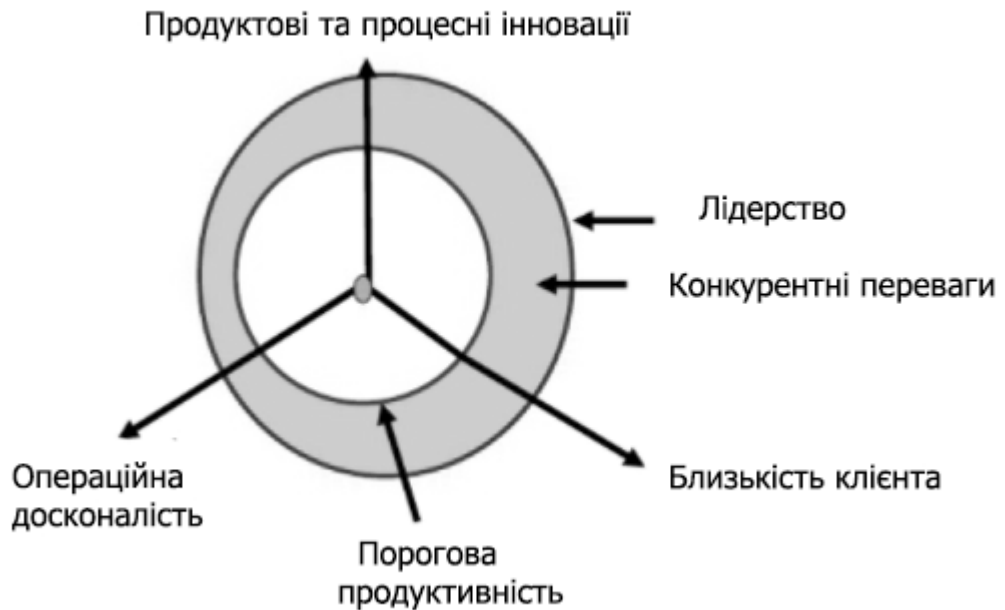 Продуктові та процесні інновації
Лідерство
Конкурентні переваги
Операційна
досконалість
Близькість клієнта
Порогова
продуктивність